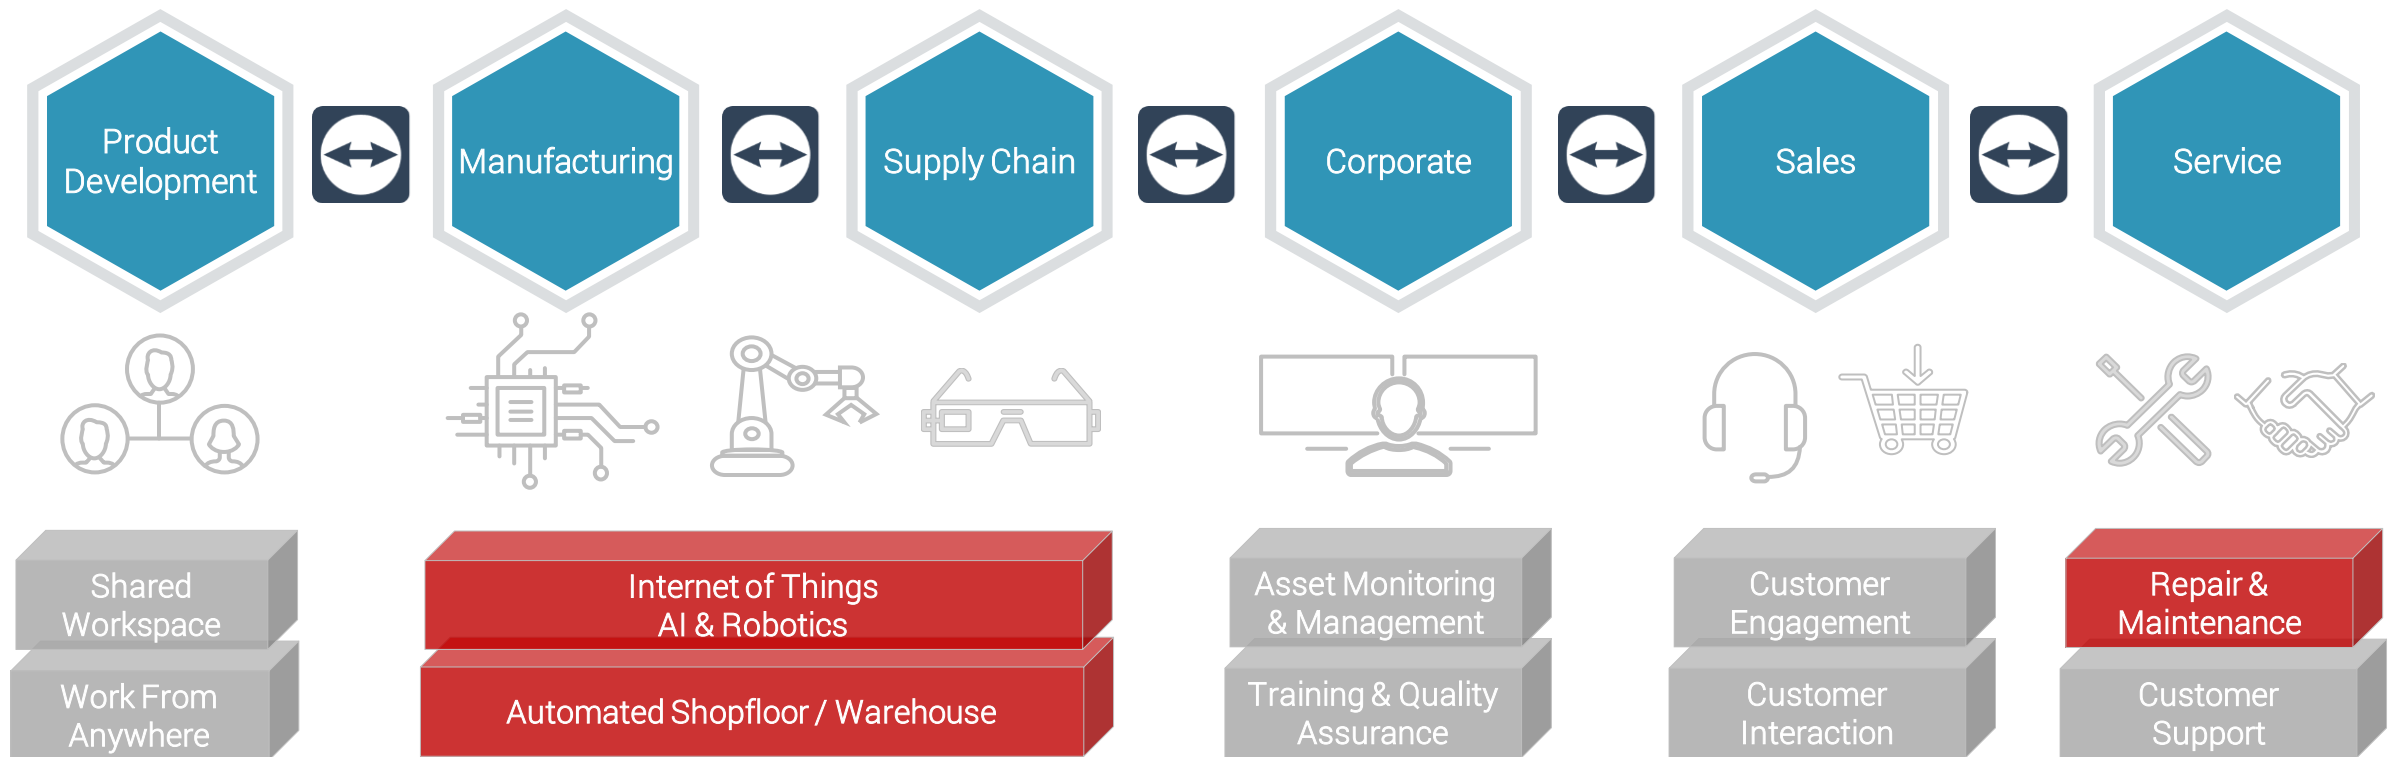 Product
Development
Manufacturing
Supply Chain
Corporate
Sales
Service
Shared
Workspace
Internet of Things
AI & Robotics
Asset Monitoring
& Management
Customer
Engagement
Repair &
Maintenance
Work From
Anywhere
Automated Shopfloor / Warehouse
Training & Quality
Assurance
Customer
Interaction
Customer
Support